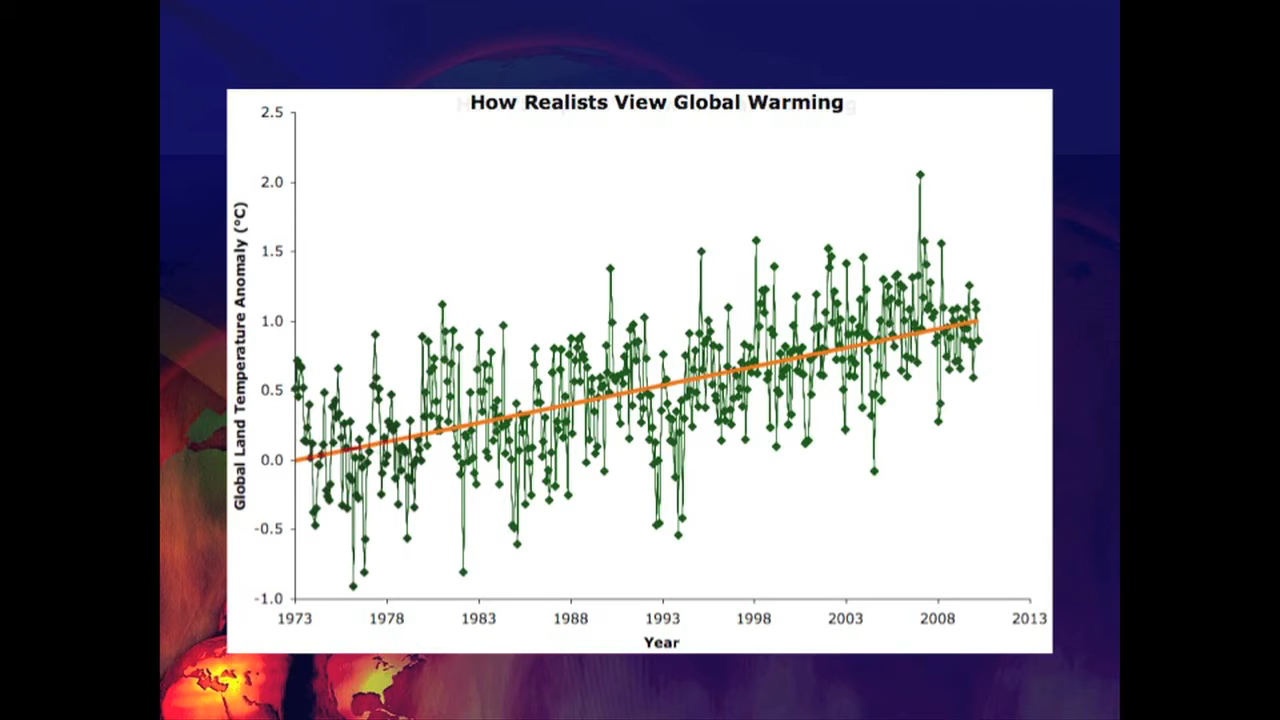 How Realists View Global Warming
2.5
2.0
1.5
1.0
0.5
0.0
-0.5
-1.0
Global Land Temperature Anomaly (°C)
1973 1978 1983 1988 1993 1998 2003 2008 2013
Year